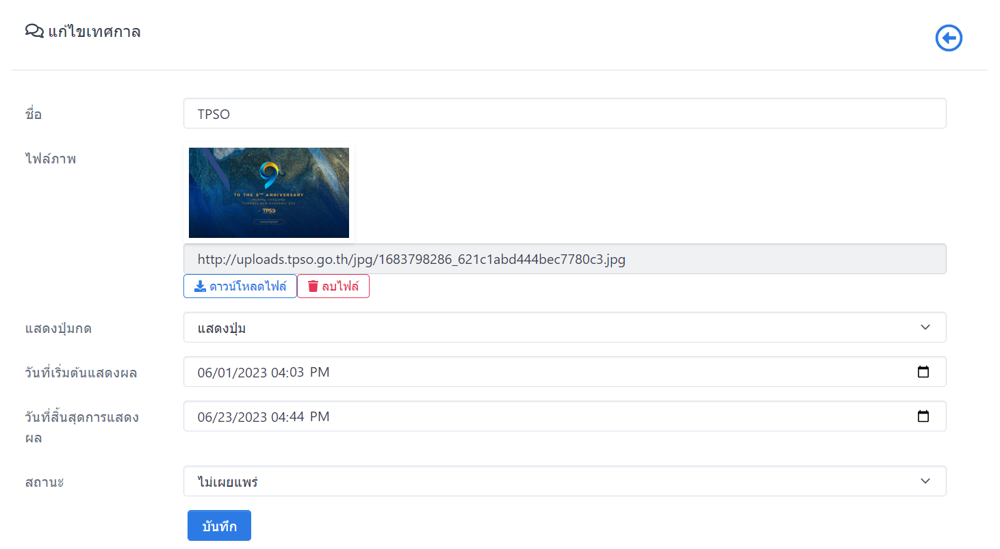 แก้ไขเทศกาล
ชื่อ
TPSO
ไฟล์ภาพ
9
TO THE 9TH ANNIVERSARY
TOWARDS NEW ECONOMIC ERA
TPSO
http://uploads.tpso.go.th/jpg/1683798286_621c1abd444bec7780c3.jpg
ดาวน์โหลดไฟล์
ลบไฟล์
แสดงปุ่มกด
แสดงปุ่ม
วันที่เริ่มต้นแสดงผล
06/01/2023 04:03 PM
วันที่สิ้นสุดการแสดง
ผล
06/23/2023 04:44 PM
สถานะ
ไม่เผยแพร่
บันทึก